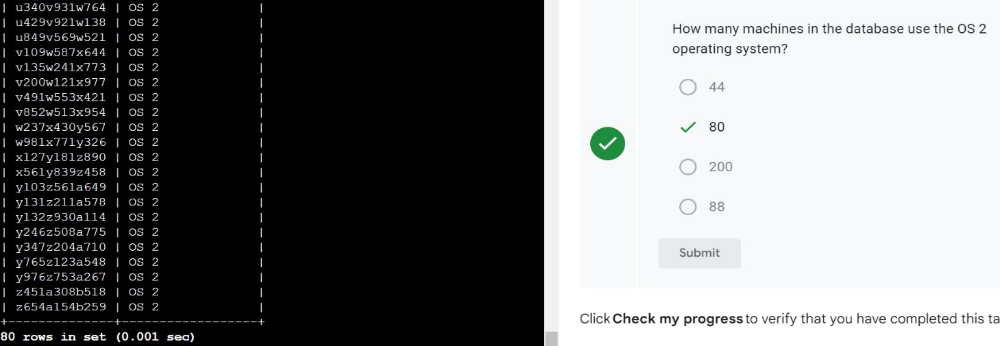 | u340v931w764 | OS 2             |
| u429v921w138 | OS 2             |
| u849v569w521 | OS 2             |
| v109w587x644 | OS 2             |
| v135w241x773 | OS 2             |
| v200w121x977 | OS 2             |
| v491w553x421 | OS 2             |
| v852w513x954 | OS 2             |
| w237x430y567 | OS 2             |
| w981x771y326 | OS 2             |
| x127y181z890 | OS 2             |
| x561y839z458 | OS 2             |
| y103z561a649 | OS 2             |
| y131z211a578 | OS 2             |
| y132z930a114 | OS 2             |
| y246z508a775 | OS 2             |
| y347z204a710 | OS 2             |
| y765z123a548 | OS 2             |
| y976z753a267 | OS 2             |
| z451a308b518 | OS 2             |
| z654a154b259 | OS 2             |
+--------------+------------------+
80 rows in set (0.001 sec)
How many machines in the database use the OS 2
operating system?
44
80
200
88
Submit
Click Check my progress to verify that you have completed this ta